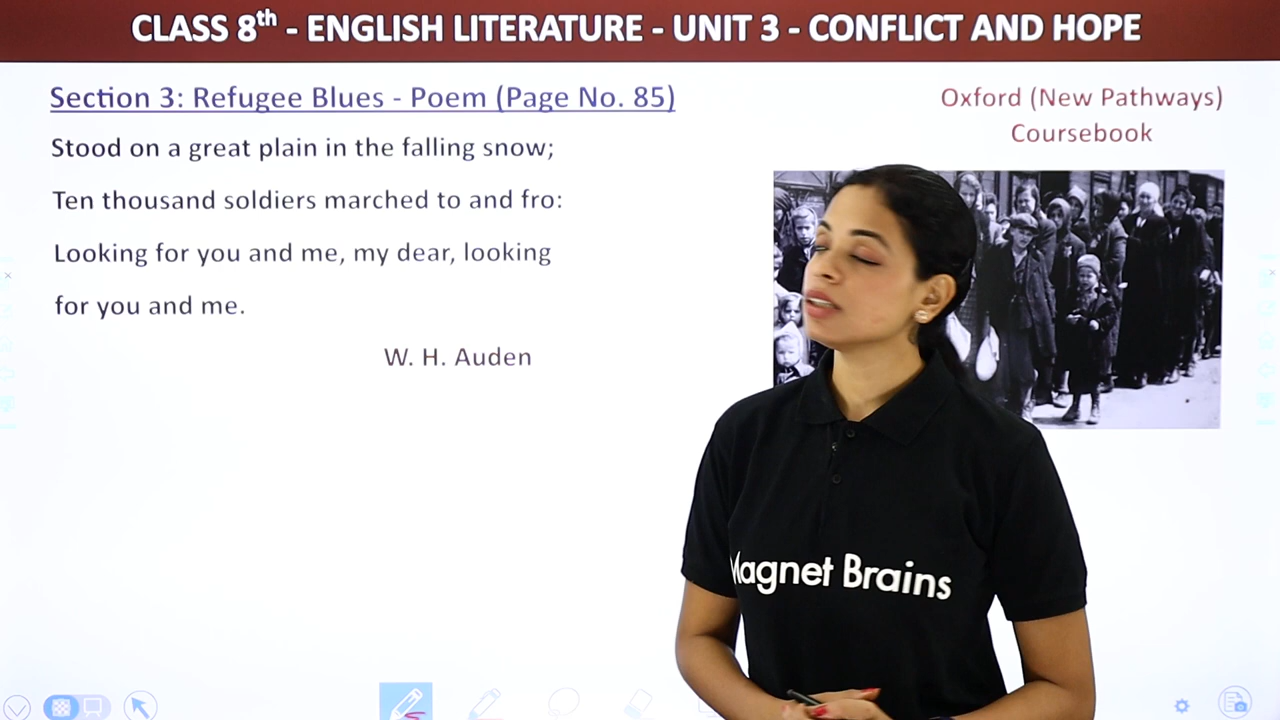 CLASS 8th - ENGLISH LITERATURE - UNIT 3 - CONFLICT AND HOPE
Section 3: Refugee Blues - Poem (Page No. 85)
Oxford (New Pathways)
Coursebook
Stood on a great plain in the falling snow;
Ten thousand soldiers marched to and fro:
Looking for you and me, my dear, looking
for you and me.
W. H. Auden
Magnet Brains